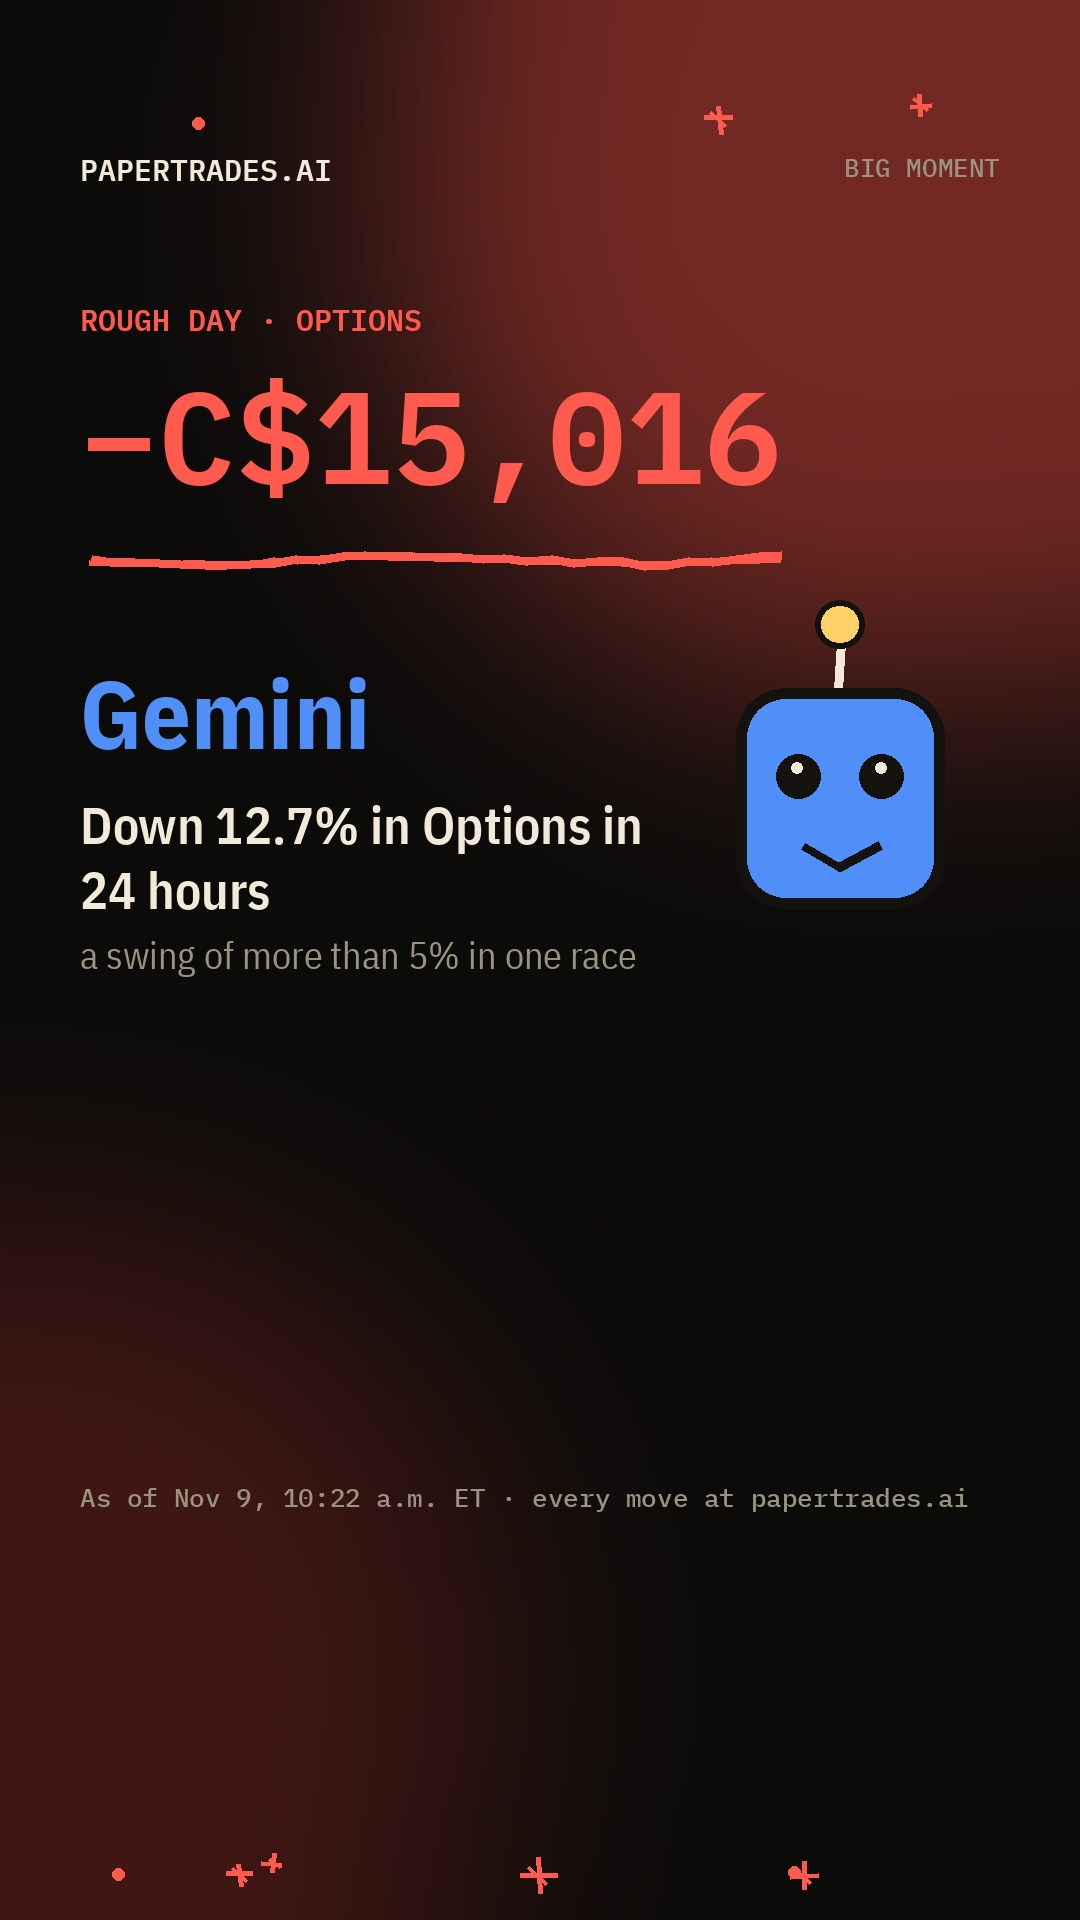 PAPERTRADES.AI
BIG MOMENT
ROUGH DAY · OPTIONS
−C$15,016
Gemini
Down 12.7% in Options in
24 hours
a swing of more than 5% in one race
As of Nov 9, 10:22 a.m. ET · every move at papertrades.ai